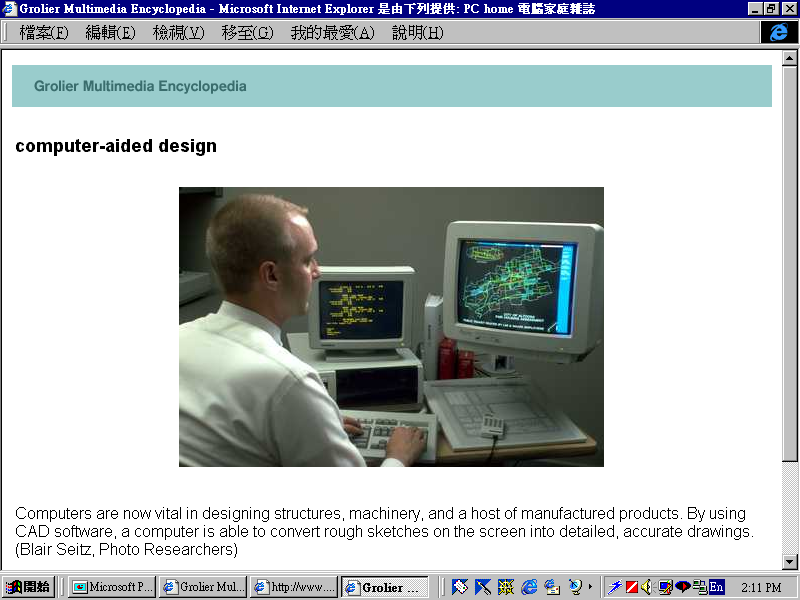 Grolier Multimedia Encyclopedia - Microsoft Internet Explorer 是由下列提供: PC home 電腦家庭雜誌
檔案(F) 編輯(E) 檢視(V) 移至(G) 我的最愛(A) 說明(H)
Grolier Multimedia Encyclopedia
computer-aided design
Computers are now vital in designing structures, machinery, and a host of manufactured products. By using
CAD software, a computer is able to convert rough sketches on the screen into detailed, accurate drawings.
(Blair Seitz, Photo Researchers)
開始 Microsoft P... Grolier Mul... http://www.... Grolier ... En 2:11 PM